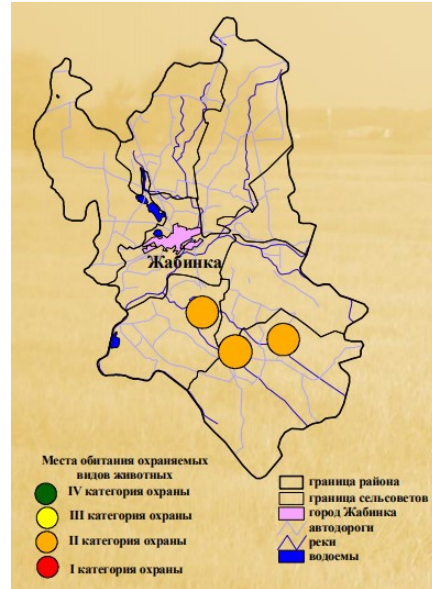 Жабинка
Места обитания охраняемых
видов животных
IV категория охраны
III категория охраны
II категория охраны
I категория охраны
граница района
граница сельсоветов
город Жабинка
автодороги
реки
водоемы